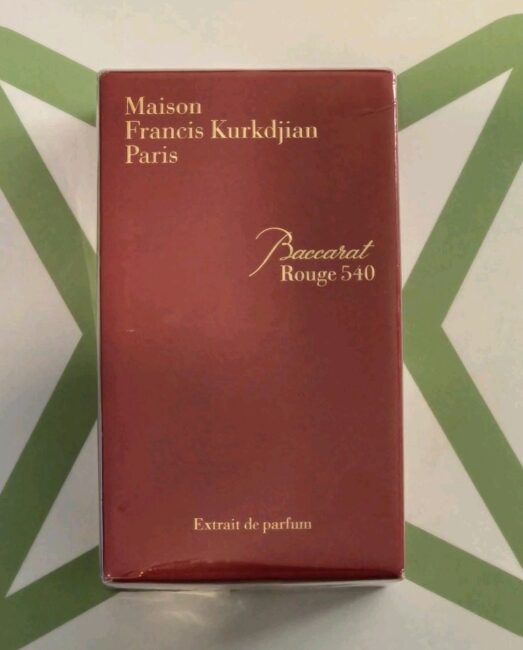 Maison
Francis Kurkdjian
Paris
Baccarat
Rouge 540
Extrait de parfum